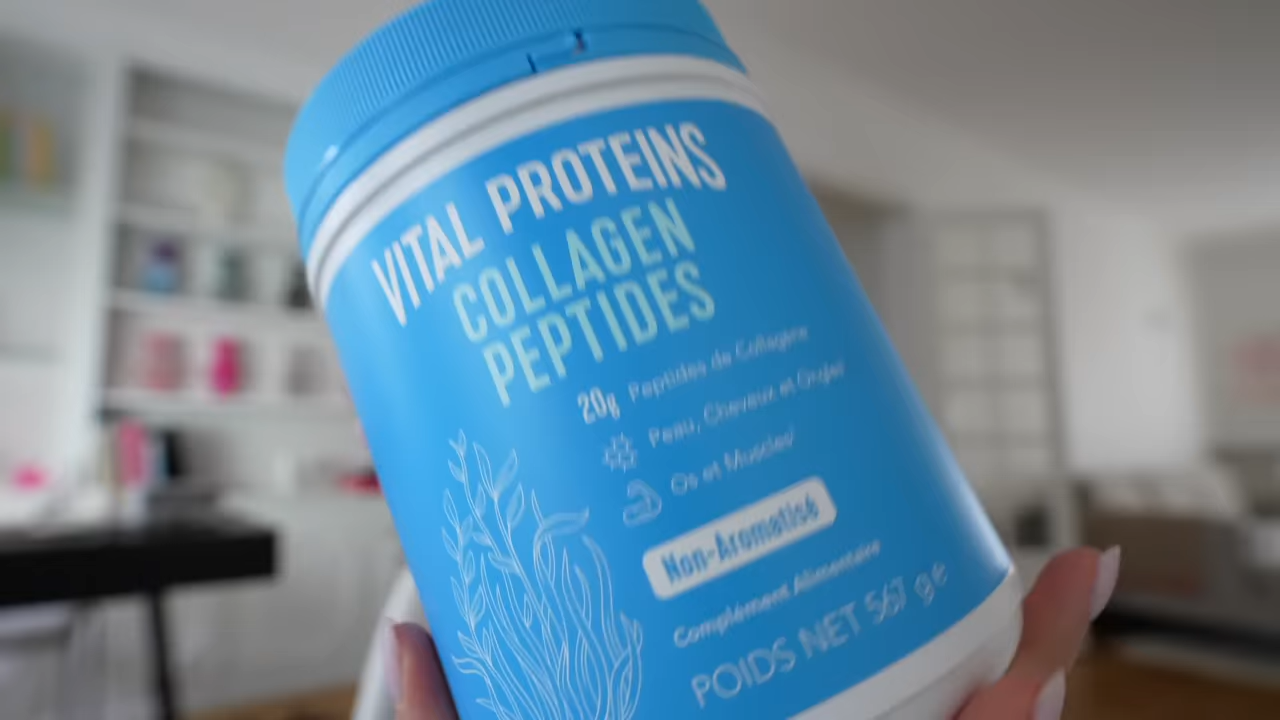 VITAL PROTEINS
COLLAGEN
PEPTIDES
20g Peptides de Collagène
Peau, Cheveux et Ongles
Os et Muscles
Non-Aromatisé
Complément Alimentaire
POIDS NET 567 g e